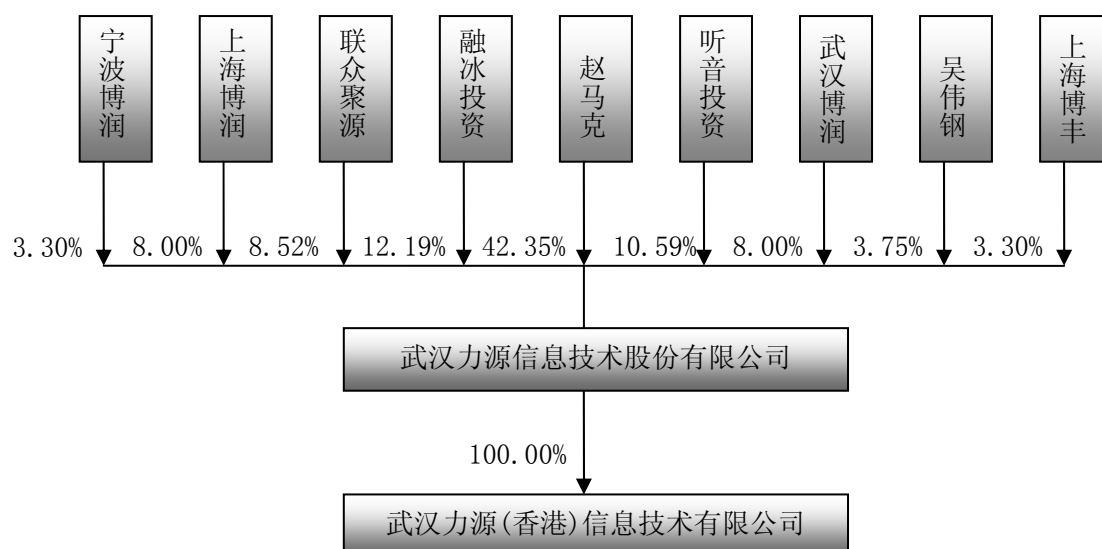 宁波博润
上海博润
联众聚源
融冰投资
赵马克
听音投资
武汉博润
吴伟钢
上海博丰
3.30%
8.00%
8.52%
12.19%
42.35%
10.59%
8.00%
3.75%
3.30%
武汉力源信息技术股份有限公司
100.00%
武汉力源(香港)信息技术有限公司